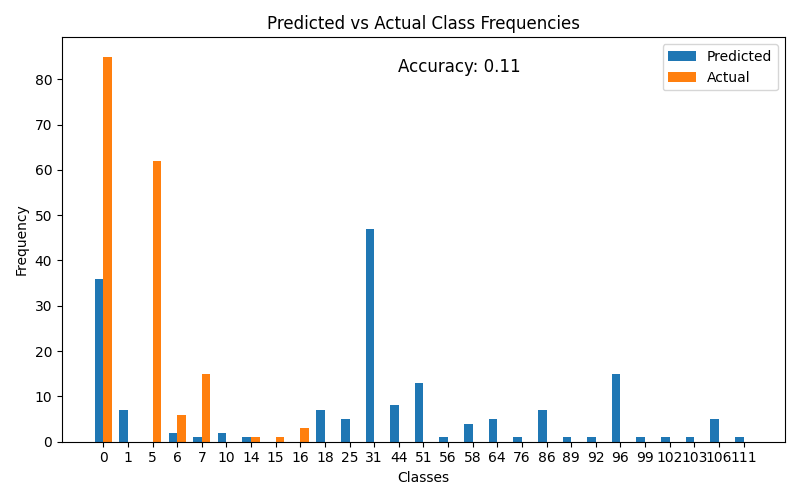 Predicted vs Actual Class Frequencies
Accuracy: 0.11
Predicted
Actual
Frequency
80
70
60
50
40
30
20
10
0
0 1 5 6 7 10 14 15 16 18 25 31 44 51 56 58 64 76 86 89 92 96 99 102 103 106 111
Classes